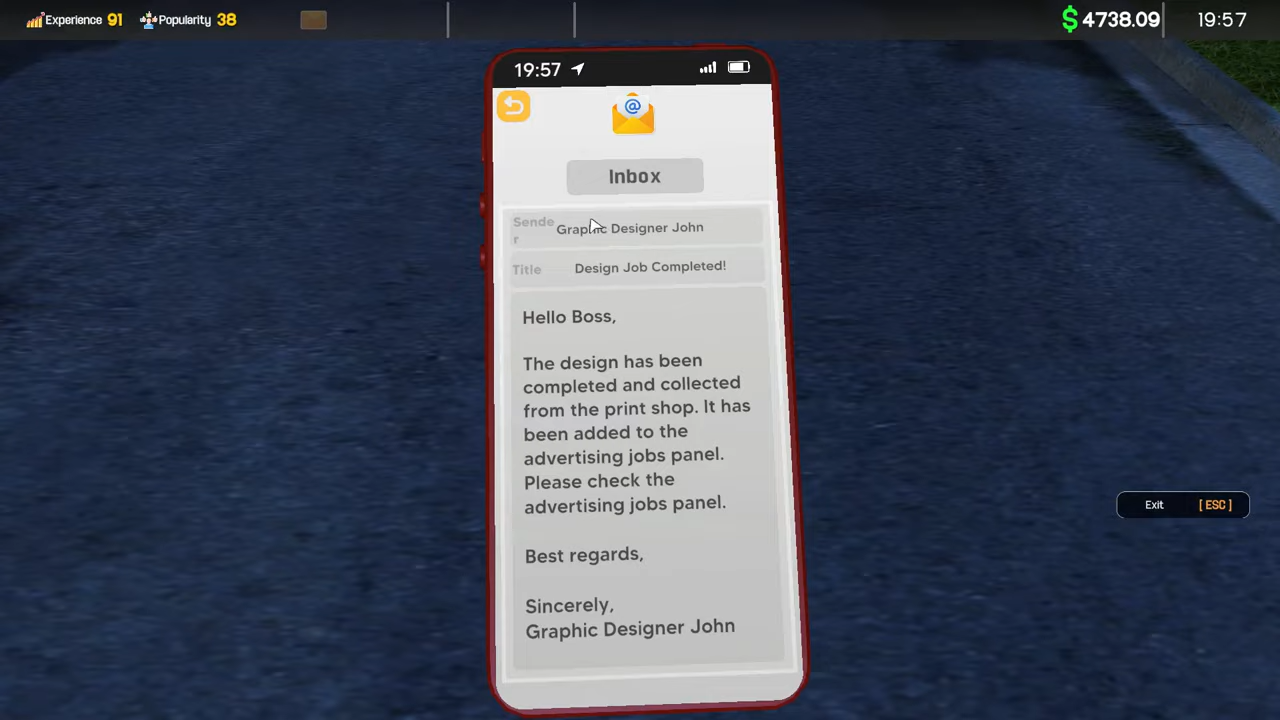 Experience 91 Popularity 38 $ 4738.09 19:57
19:57
@
Inbox
Sende
r
Graphic Designer John
Title Design Job Completed!
Hello Boss,
The design has been
completed and collected
from the print shop. It has
been added to the
advertising jobs panel.
Please check the
advertising jobs panel.
Best regards,
Sincerely,
Graphic Designer John
Exit [ESC]